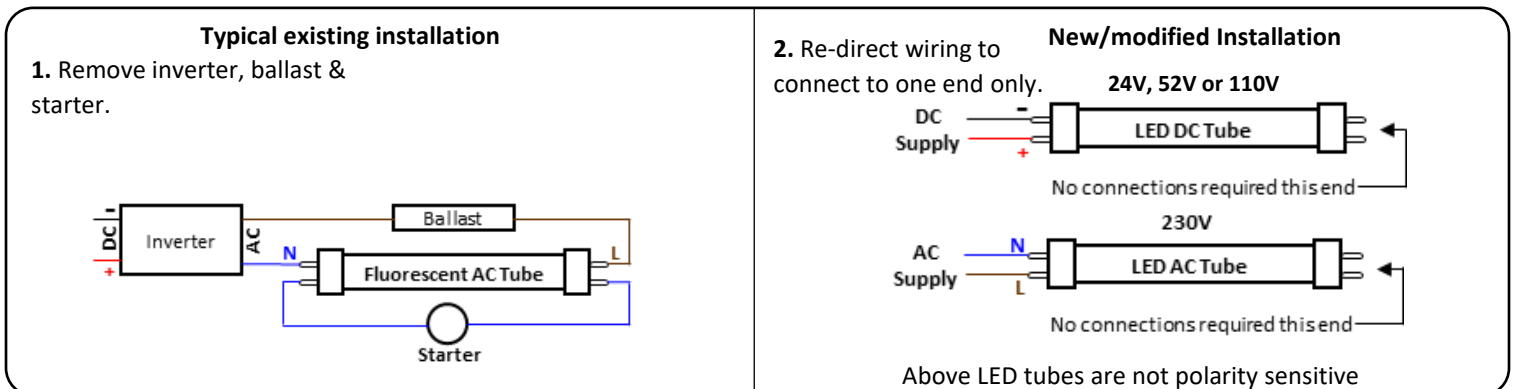 Typical existing installation
1. Remove inverter, ballast &
starter.
-
DC
+
Inverter
AC
Ballast
N
L
Fluorescent AC Tube
Starter
New/modified Installation
2. Re-direct wiring to
connect to one end only.
24V, 52V or 110V
DC
Supply
-
+
LED DC Tube
No connections required this end
230V
AC
Supply
N
L
LED AC Tube
No connections required this end
Above LED tubes are not polarity sensitive